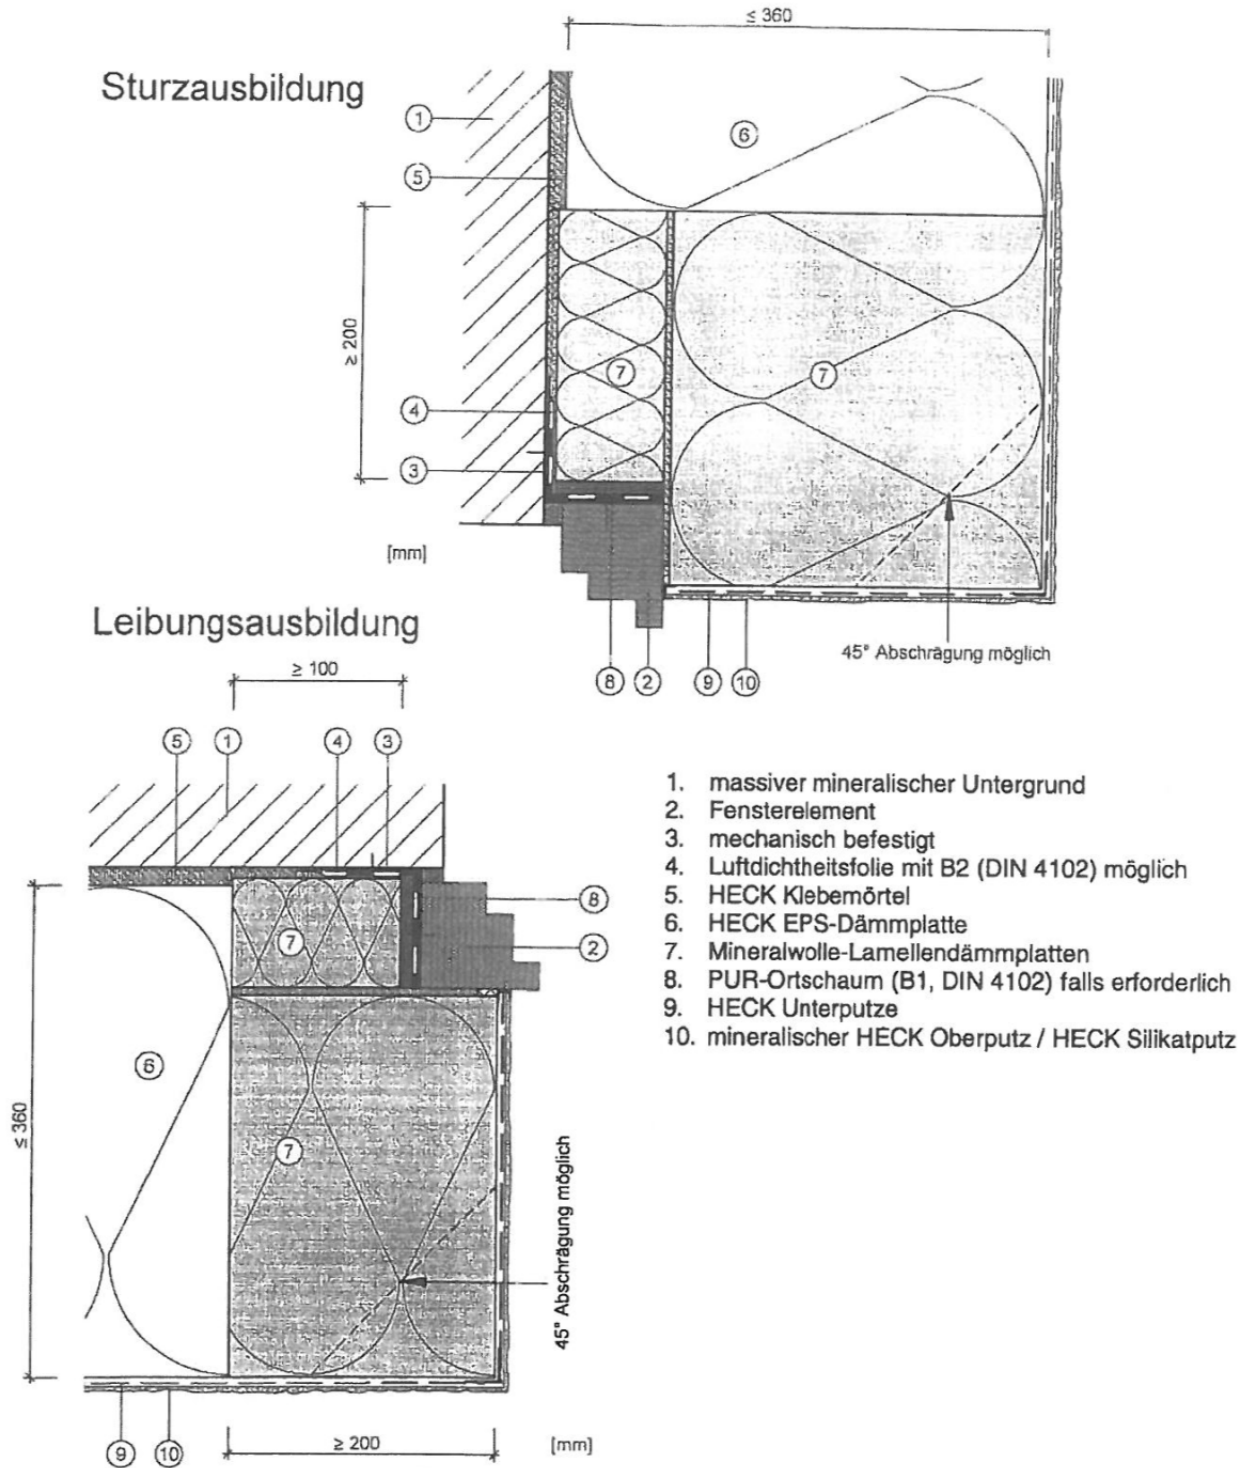 ≤ 360
Sturzausbildung
1
6
5
≥ 200
7
7
4
3
[mm]
45° Abschrägung möglich
8 2 9 10
Leibungsausbildung
≥ 100
5 1 4 3
8
7
2
6
≤ 360
7
45° Abschrägung möglich
9 10
≥ 200
[mm]
1. massiver mineralischer Untergrund
2. Fensterelement
3. mechanisch befestigt
4. Luftdichtheitsfolie mit B2 (DIN 4102) möglich
5. HECK Klebemörtel
6. HECK EPS-Dämmplatte
7. Mineralwolle-Lamellendämmplatten
8. PUR-Ortschaum (B1, DIN 4102) falls erforderlich
9. HECK Unterputze
10. mineralischer HECK Oberputz / HECK Silikatputz